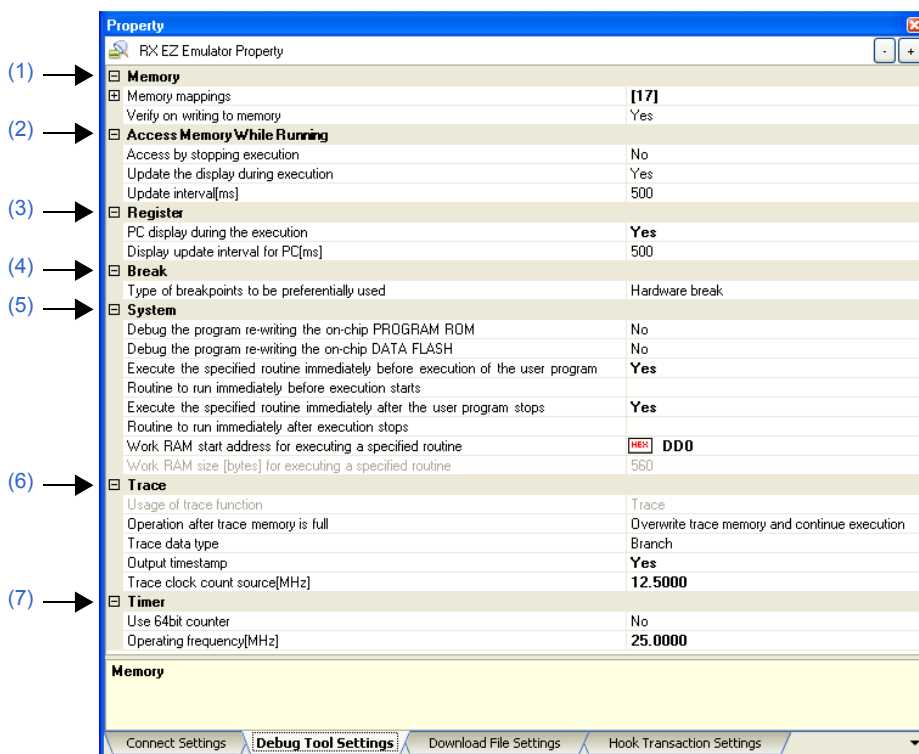 Property
RX EZ Emulator Property - +
(1) Memory
Memory mappings [17]
Verify on writing to memory Yes
(2) Access Memory While Running
Access by stopping execution No
Update the display during execution Yes
Update interval[ms] 500
(3) Register
PC display during the execution Yes
Display update interval for PC[ms] 500
(4) Break
Type of breakpoints to be preferentially used Hardware break
(5) System
Debug the program re-writing the on-chip PROGRAM ROM No
Debug the program re-writing the on-chip DATA FLASH No
Execute the specified routine immediately before execution of the user program Yes
Routine to run immediately before execution starts
Execute the specified routine immediately after the user program stops Yes
Routine to run immediately after execution stops
Work RAM start address for executing a specified routine HEX DD0
Work RAM size [bytes] for executing a specified routine 560
(6) Trace
Usage of trace function Trace
Operation after trace memory is full Overwrite trace memory and continue execution
Trace data type Branch
Output timestamp Yes
Trace clock count source[MHz] 12.5000
(7) Timer
Use 64bit counter No
Operating frequency[MHz] 25.0000
Memory
Connect Settings Debug Tool Settings Download File Settings Hook Transaction Settings